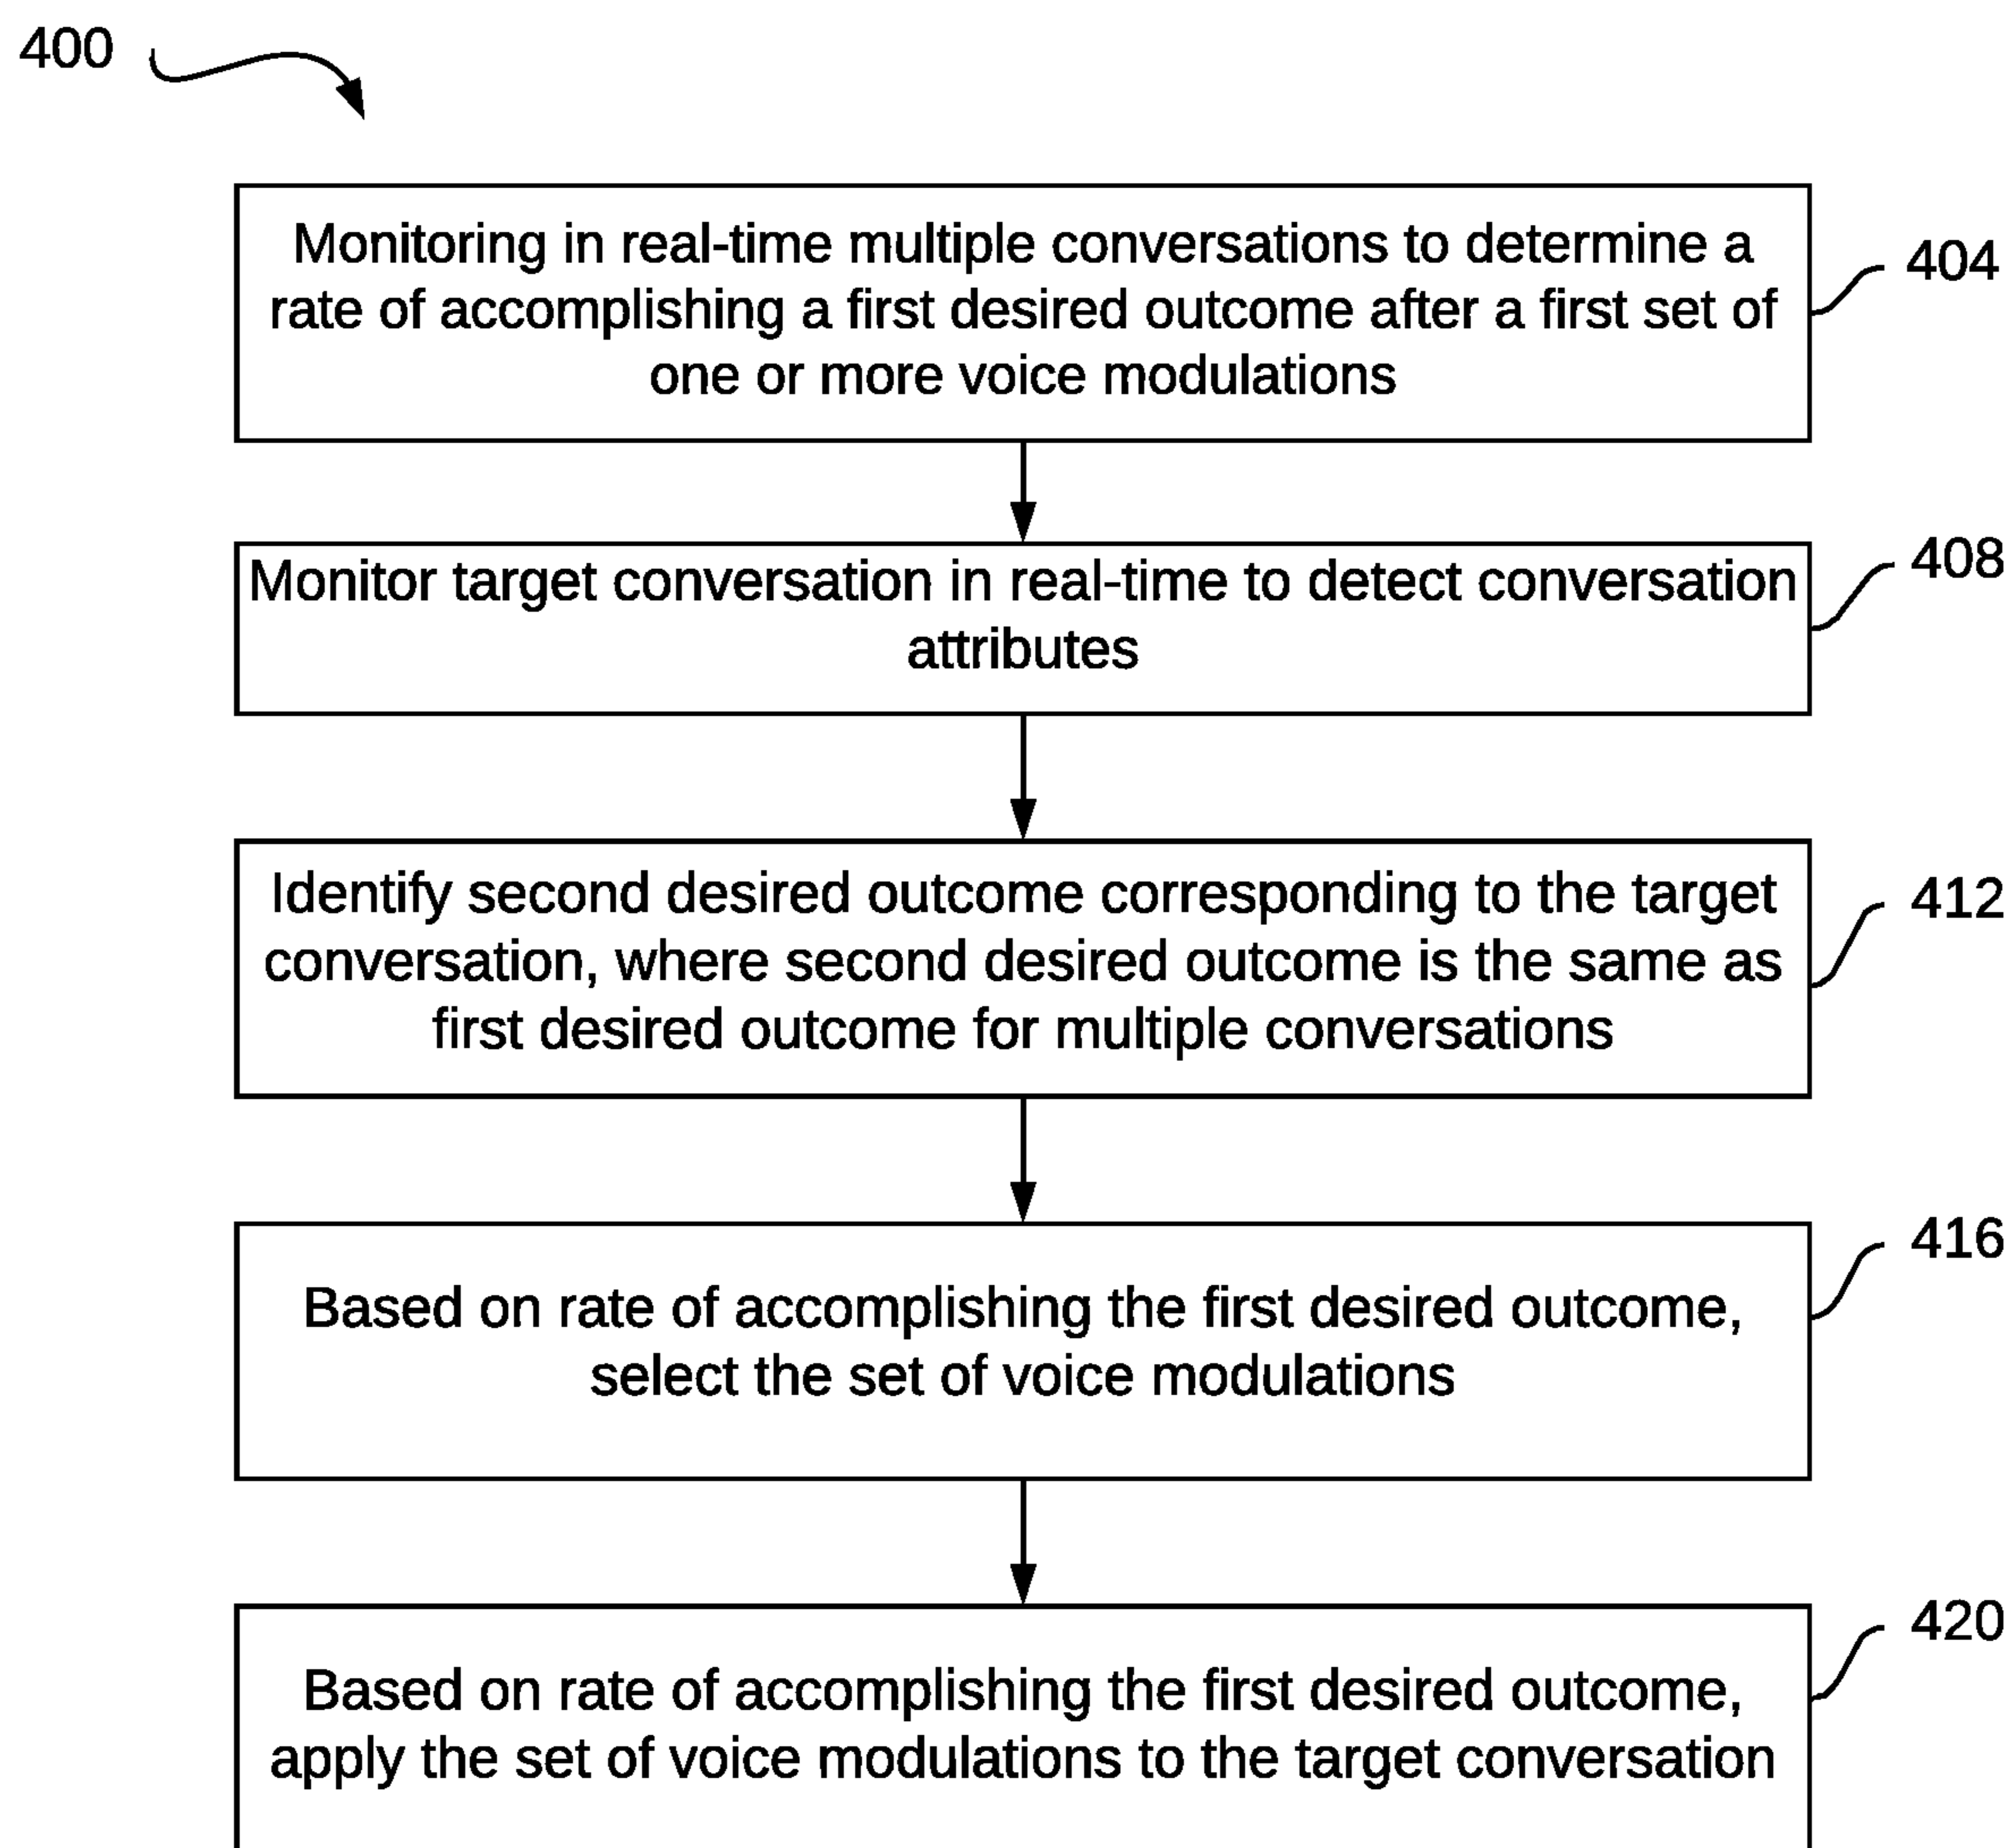 400
Monitoring in real-time multiple conversations to determine a
rate of accomplishing a first desired outcome after a first set of
one or more voice modulations
404
Monitor target conversation in real-time to detect conversation
attributes
408
Identify second desired outcome corresponding to the target
conversation, where second desired outcome is the same as
first desired outcome for multiple conversations
412
Based on rate of accomplishing the first desired outcome,
select the set of voice modulations
416
Based on rate of accomplishing the first desired outcome,
apply the set of voice modulations to the target conversation
420